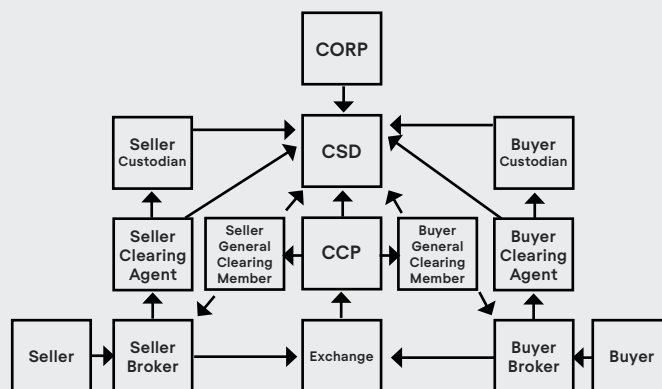 CORP
Seller
Custodian
CSD
Buyer
Custodian
Seller
Clearing
Agent
Seller
General
Clearing
Member
CCP
Buyer
General
Clearing
Member
Buyer
Clearing
Agent
Seller
Seller
Broker
Exchange
Buyer
Broker
Buyer